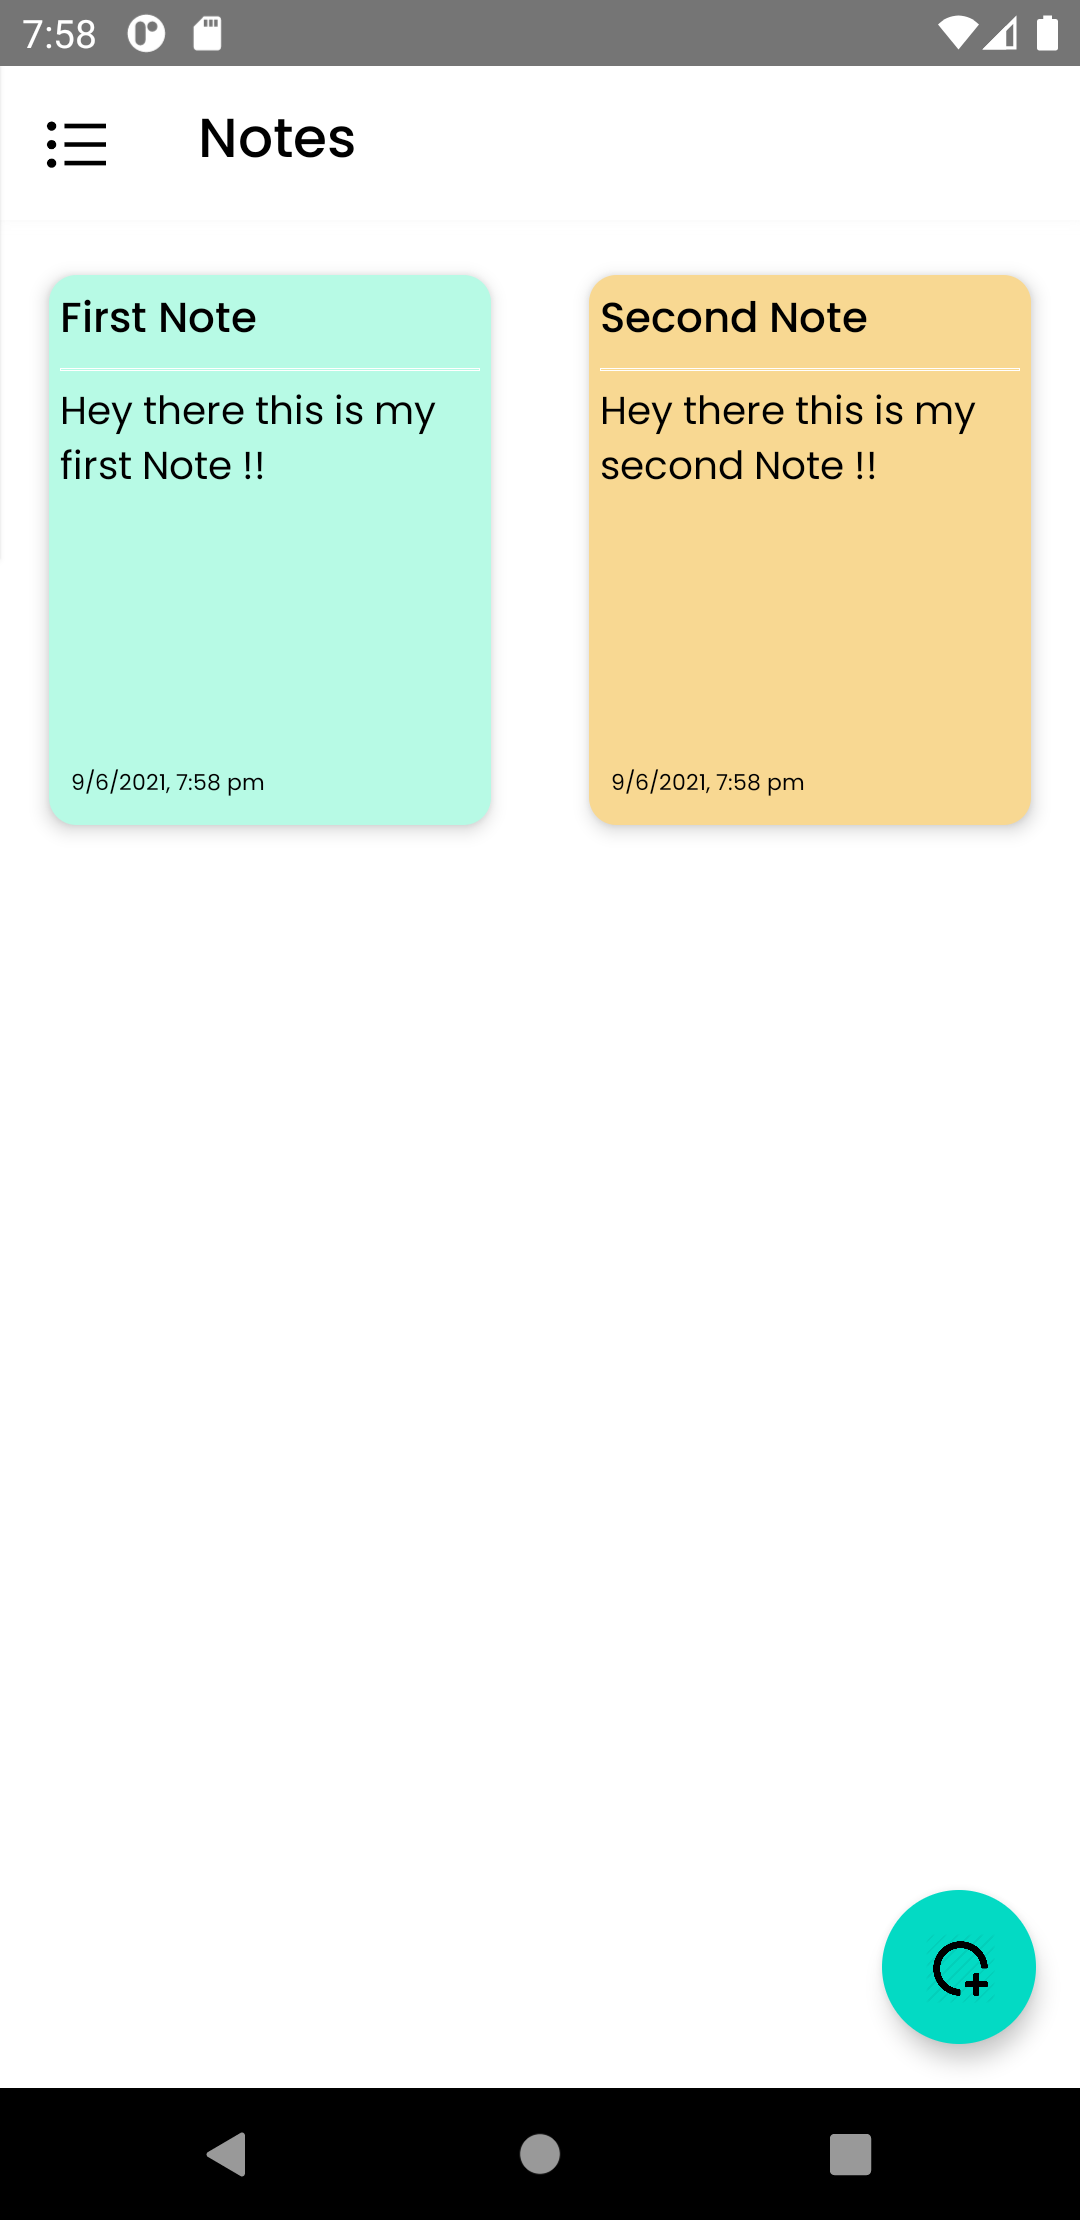 7:58
Notes
First Note
Hey there this is my
first Note !!
9/6/2021, 7:58 pm
Second Note
Hey there this is my
second Note !!
9/6/2021, 7:58 pm